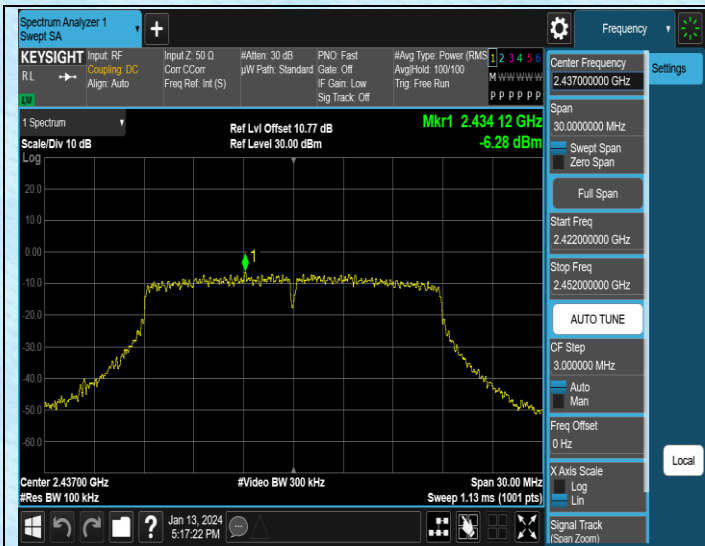 Spectrum Analyzer 1
Swept SA
+
Frequency
KEYSIGHT
RL
LXI
Input: RF
Coupling: DC
Align: Auto
Input Z: 50 Ω
Corr CCorr
Freq Ref: Int (S)
#Atten: 30 dB
µW Path: Standard
PNO: Fast
Gate: Off
IF Gain: Low
Sig Track: Off
#Avg Type: Power (RMS
Avg|Hold: 100/100
Trig: Free Run
1 2 3 4 5 6
M W W W W W
P P P P P P
1 Spectrum
Scale/Div 10 dB
Log
Ref Lvl Offset 10.77 dB
Ref Level 30.00 dBm
Mkr1 2.434 12 GHz
-6.28 dBm
20.0
10.0
0.00
-10.0
-20.0
-30.0
-40.0
-50.0
-60.0
1
Center 2.43700 GHz
#Res BW 100 kHz
#Video BW 300 kHz
Span 30.00 MHz
Sweep 1.13 ms (1001 pts)
Jan 13, 2024
5:17:22 PM
?
Center Frequency
2.437000000 GHz
Settings
Span
30.0000000 MHz
Swept Span
Zero Span
Full Span
Start Freq
2.422000000 GHz
Stop Freq
2.452000000 GHz
AUTO TUNE
CF Step
3.000000 MHz
Auto
Man
Freq Offset
0 Hz
X Axis Scale
Log
Lin
Local
Signal Track
(Span Zoom)